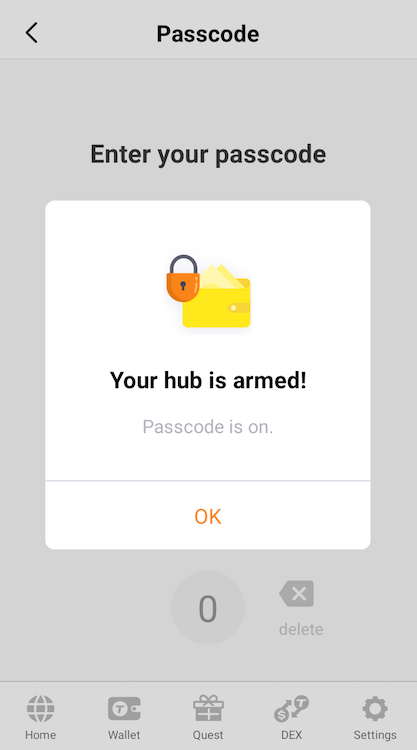 Passcode
Enter your passcode
Your hub is armed!
Passcode is on.
OK
0
delete
Home Wallet Quest DEX Settings